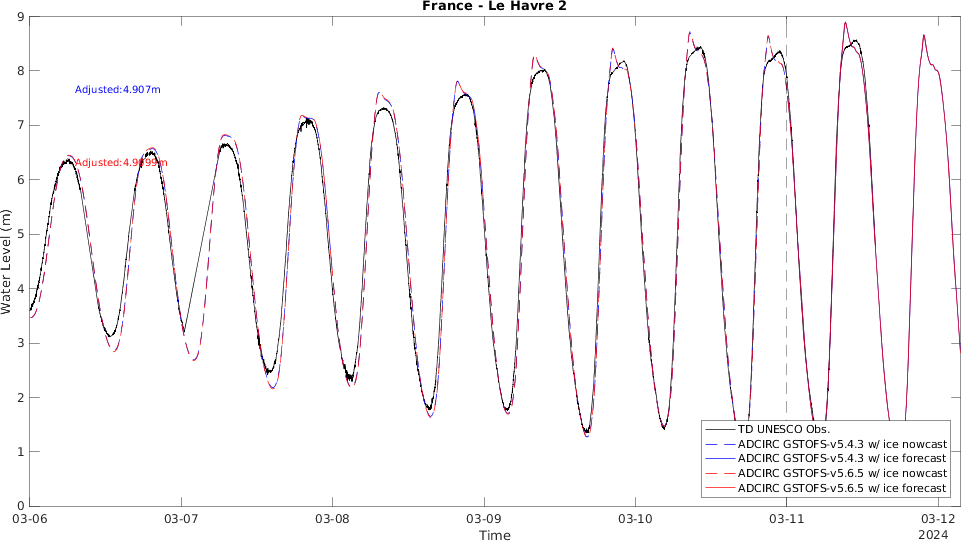 France - Le Havre 2
9
8
7
6
5
4
3
2
1
0
Water Level (m)
Adjusted:4.907m
Adjusted:4.9099m
TD UNESCO Obs.
ADCIRC GSTOFS-v5.4.3 w/ ice nowcast
ADCIRC GSTOFS-v5.4.3 w/ ice forecast
ADCIRC GSTOFS-v5.6.5 w/ ice nowcast
ADCIRC GSTOFS-v5.6.5 w/ ice forecast
03-06 03-07 03-08 03-09 03-10 03-11 03-12
Time 2024